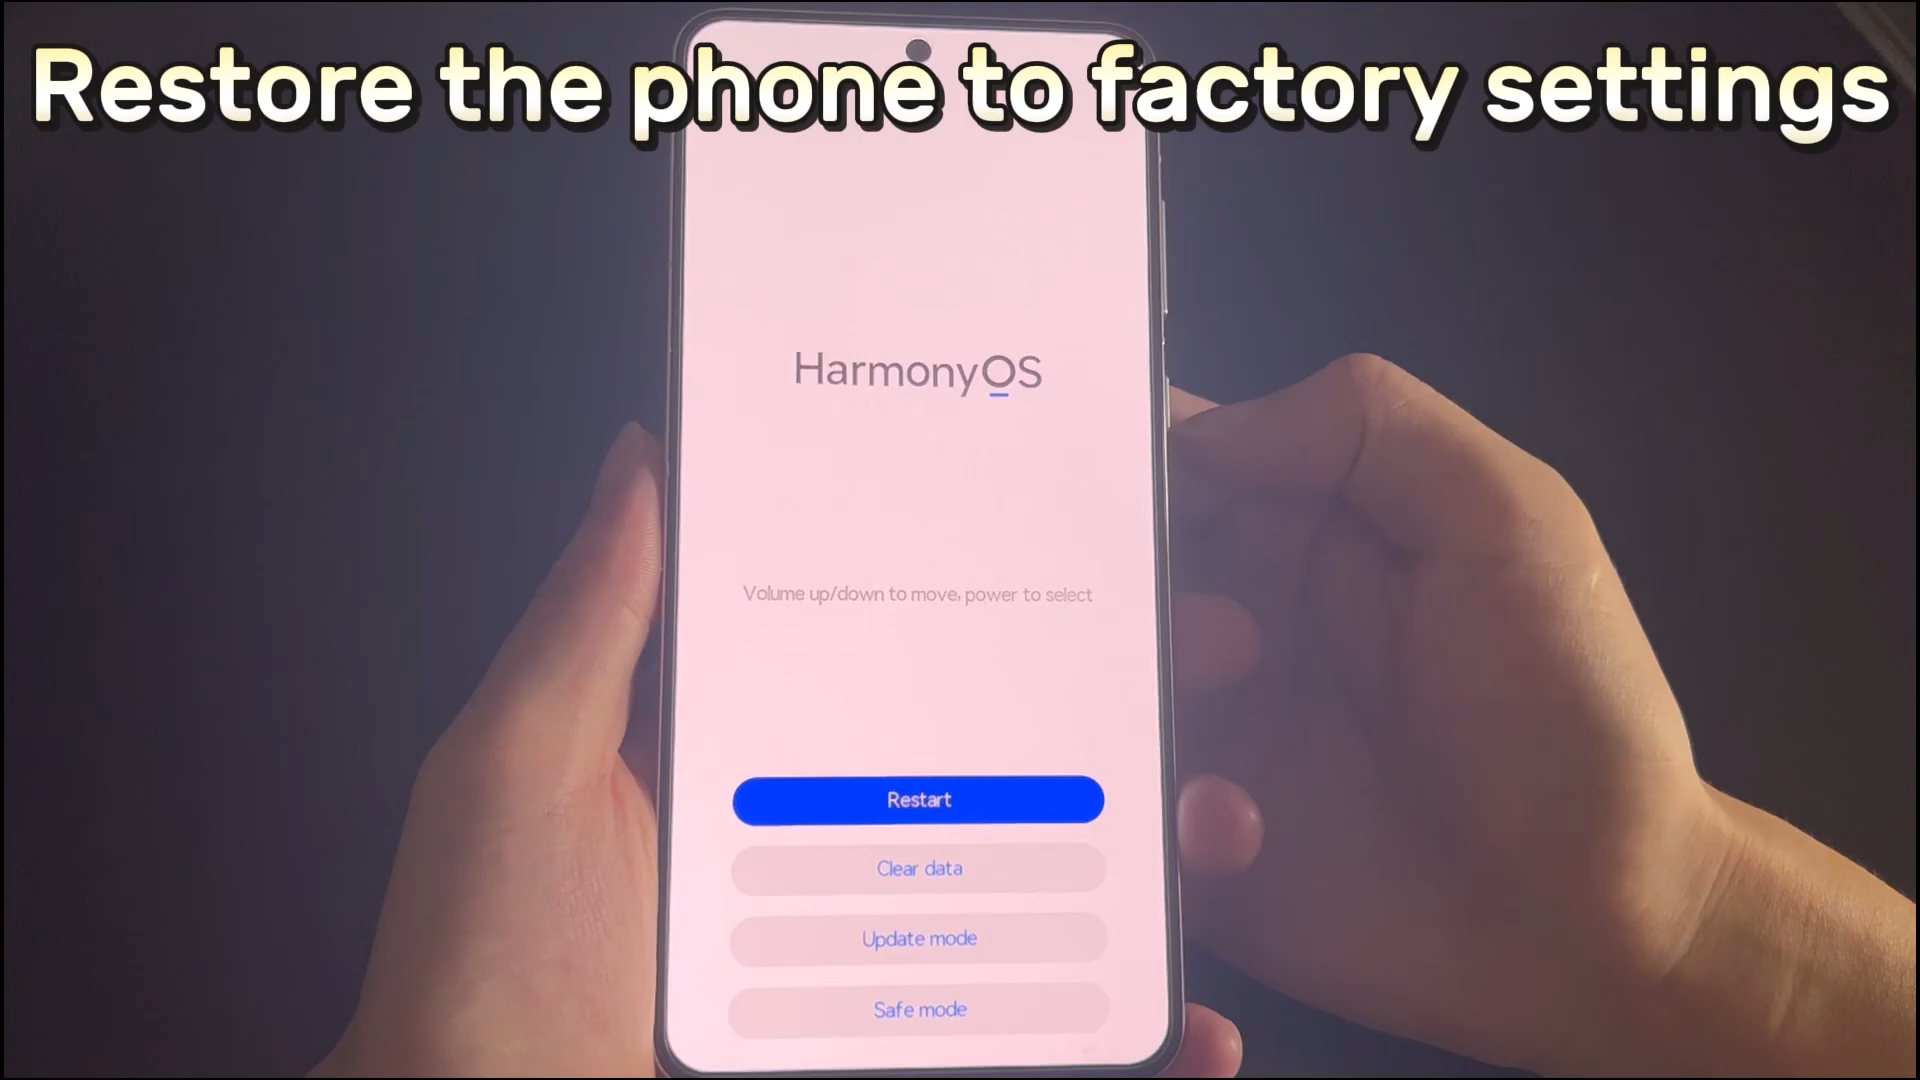 Restore the phone to factory settings
HarmonyOS
Volume up/down to move, power to select
Restart
Clear data
Update mode
Safe mode